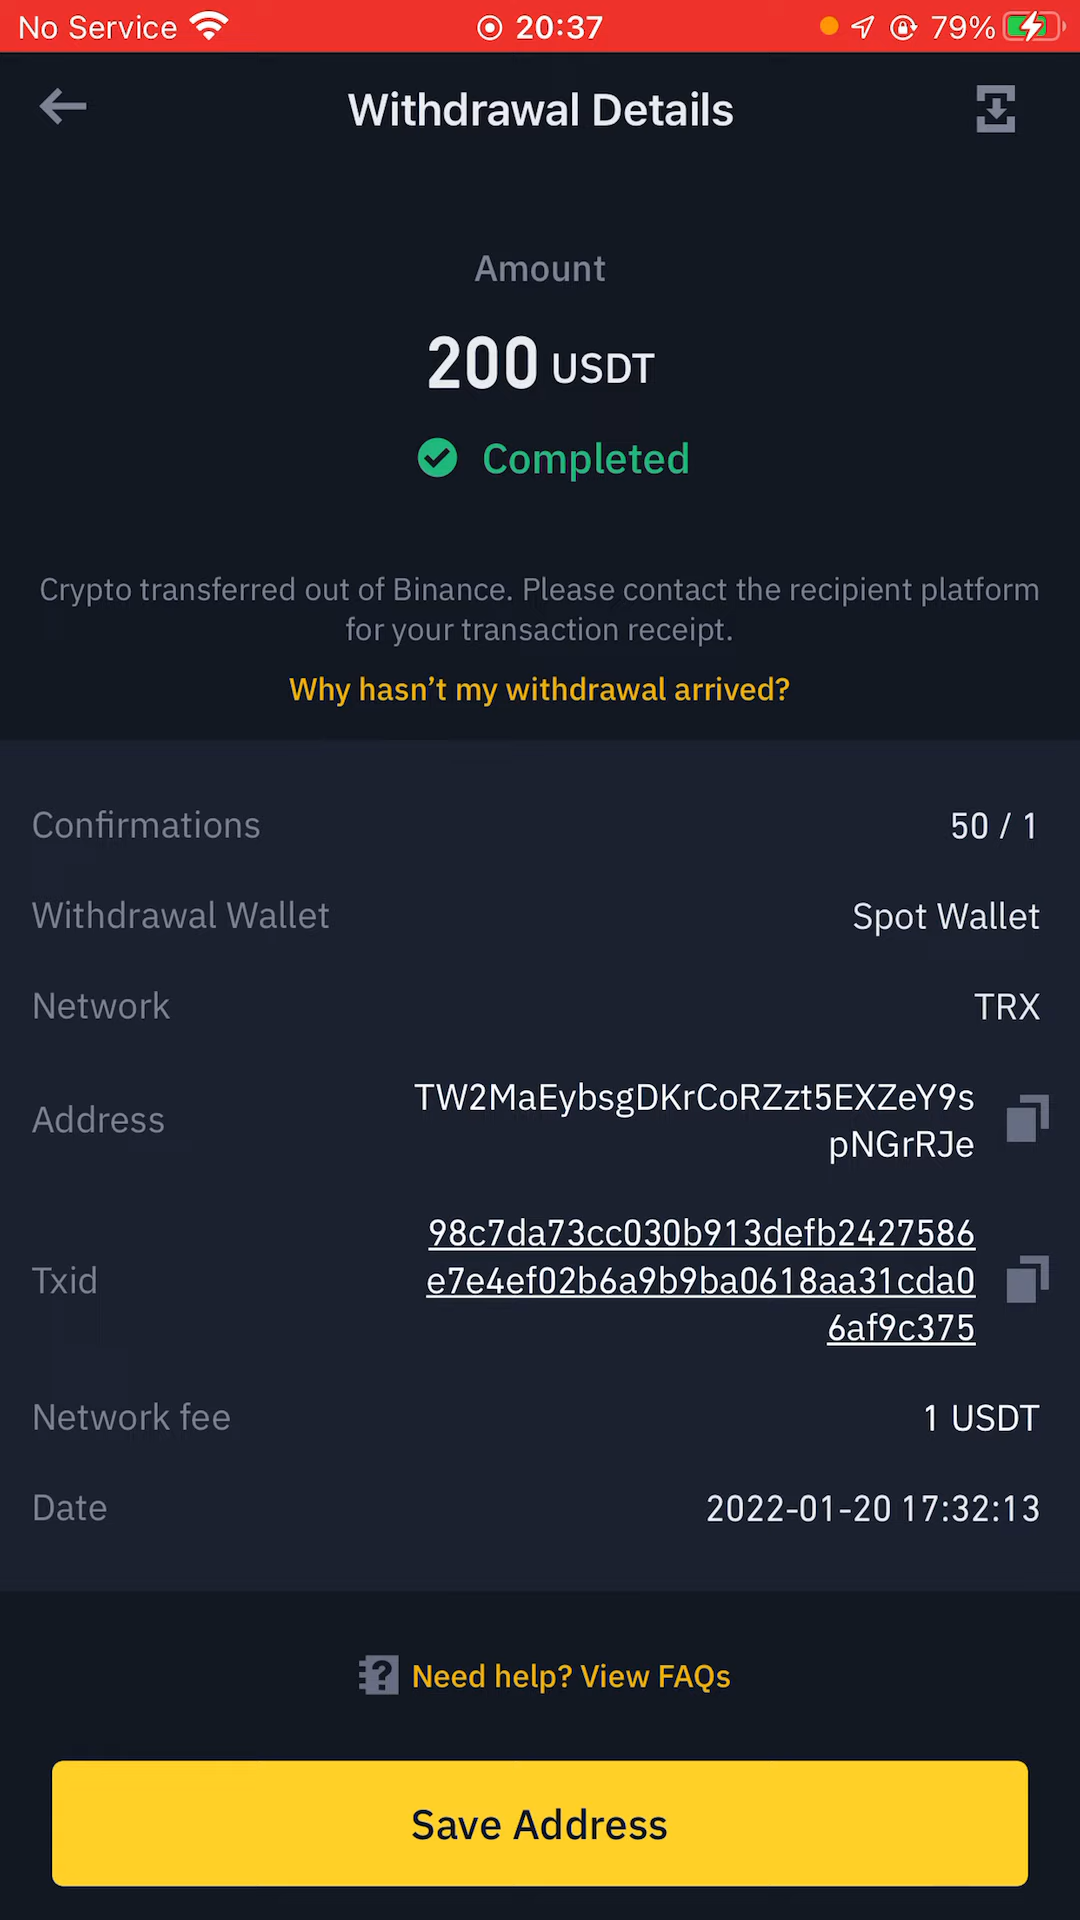 No Service 20:37 79%
Withdrawal Details
Amount
200 USDT
Completed
Crypto transferred out of Binance. Please contact the recipient platform
for your transaction receipt.
Why hasn’t my withdrawal arrived?
Confirmations 50 / 1
Withdrawal Wallet Spot Wallet
Network TRX
Address TW2MaEybsgDKrCoRZzt5EXZeY9s
pNGrRJe
Txid 98c7da73cc030b913defb2427586
e7e4ef02b6a9b9ba0618aa31cda0
6af9c375
Network fee 1 USDT
Date 2022-01-20 17:32:13
Need help? View FAQs
Save Address